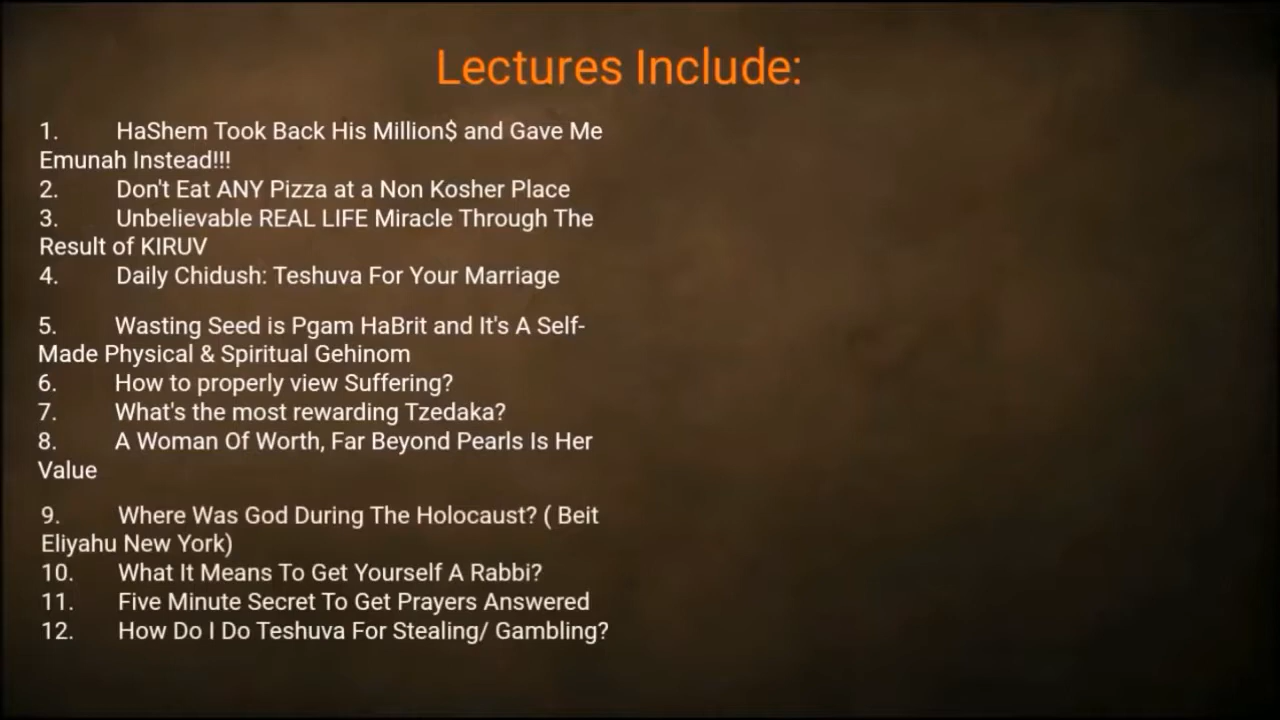 Lectures Include:
1. HaShem Took Back His Million$ and Gave Me
Emunah Instead!!!
2. Don't Eat ANY Pizza at a Non Kosher Place
3. Unbelievable REAL LIFE Miracle Through The
Result of KIRUV
4. Daily Chidush: Teshuva For Your Marriage
5. Wasting Seed is Pgam HaBrit and It's A Self-
Made Physical & Spiritual Gehinom
6. How to properly view Suffering?
7. What's the most rewarding Tzedaka?
8. A Woman Of Worth, Far Beyond Pearls Is Her
Value
9. Where Was God During The Holocaust? ( Beit
Eliyahu New York)
10. What It Means To Get Yourself A Rabbi?
11. Five Minute Secret To Get Prayers Answered
12. How Do I Do Teshuva For Stealing/ Gambling?